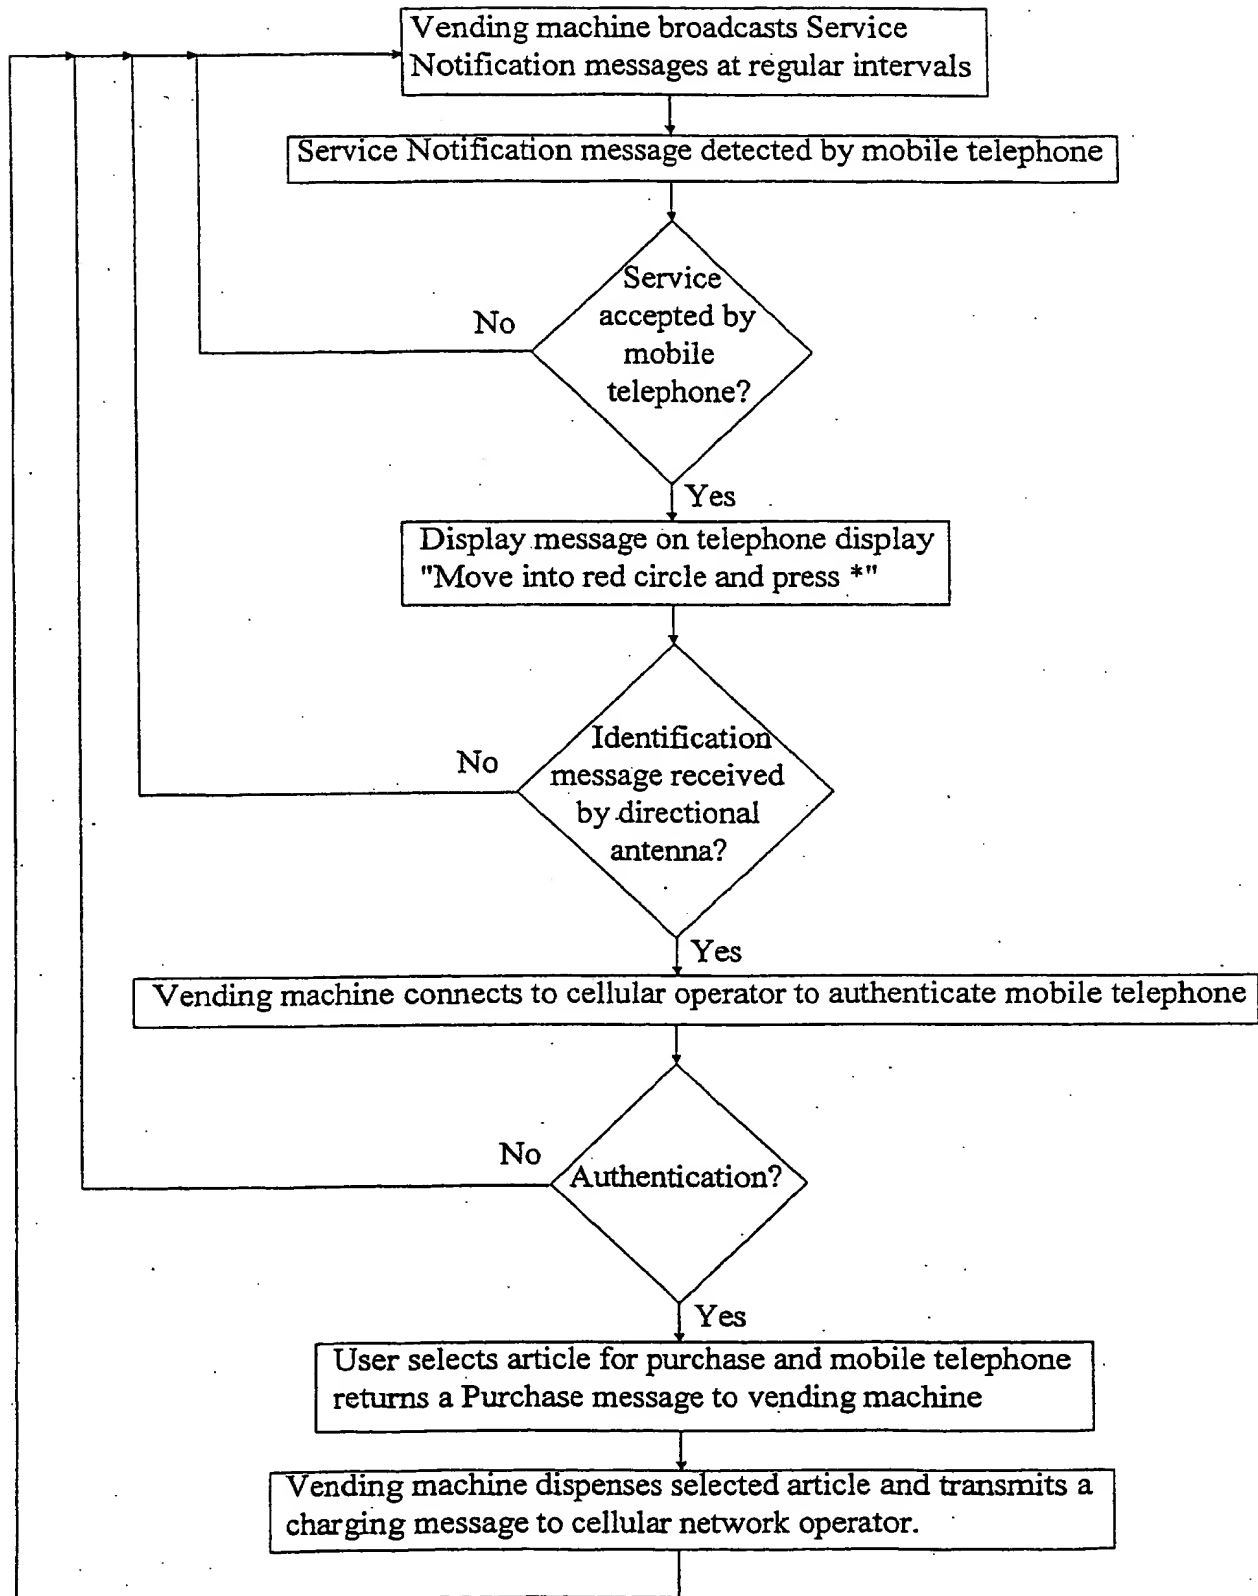 Vending machine broadcasts Service
Notification messages at regular intervals
Service Notification message detected by mobile telephone
Service
accepted by
mobile
telephone?
No
Yes
Display message on telephone display
"Move into red circle and press *"
Identification
message received
by directional
antenna?
No
Yes
Vending machine connects to cellular operator to authenticate mobile telephone
Authentication?
No
Yes
User selects article for purchase and mobile telephone
returns a Purchase message to vending machine
Vending machine dispenses selected article and transmits a
charging message to cellular network operator.